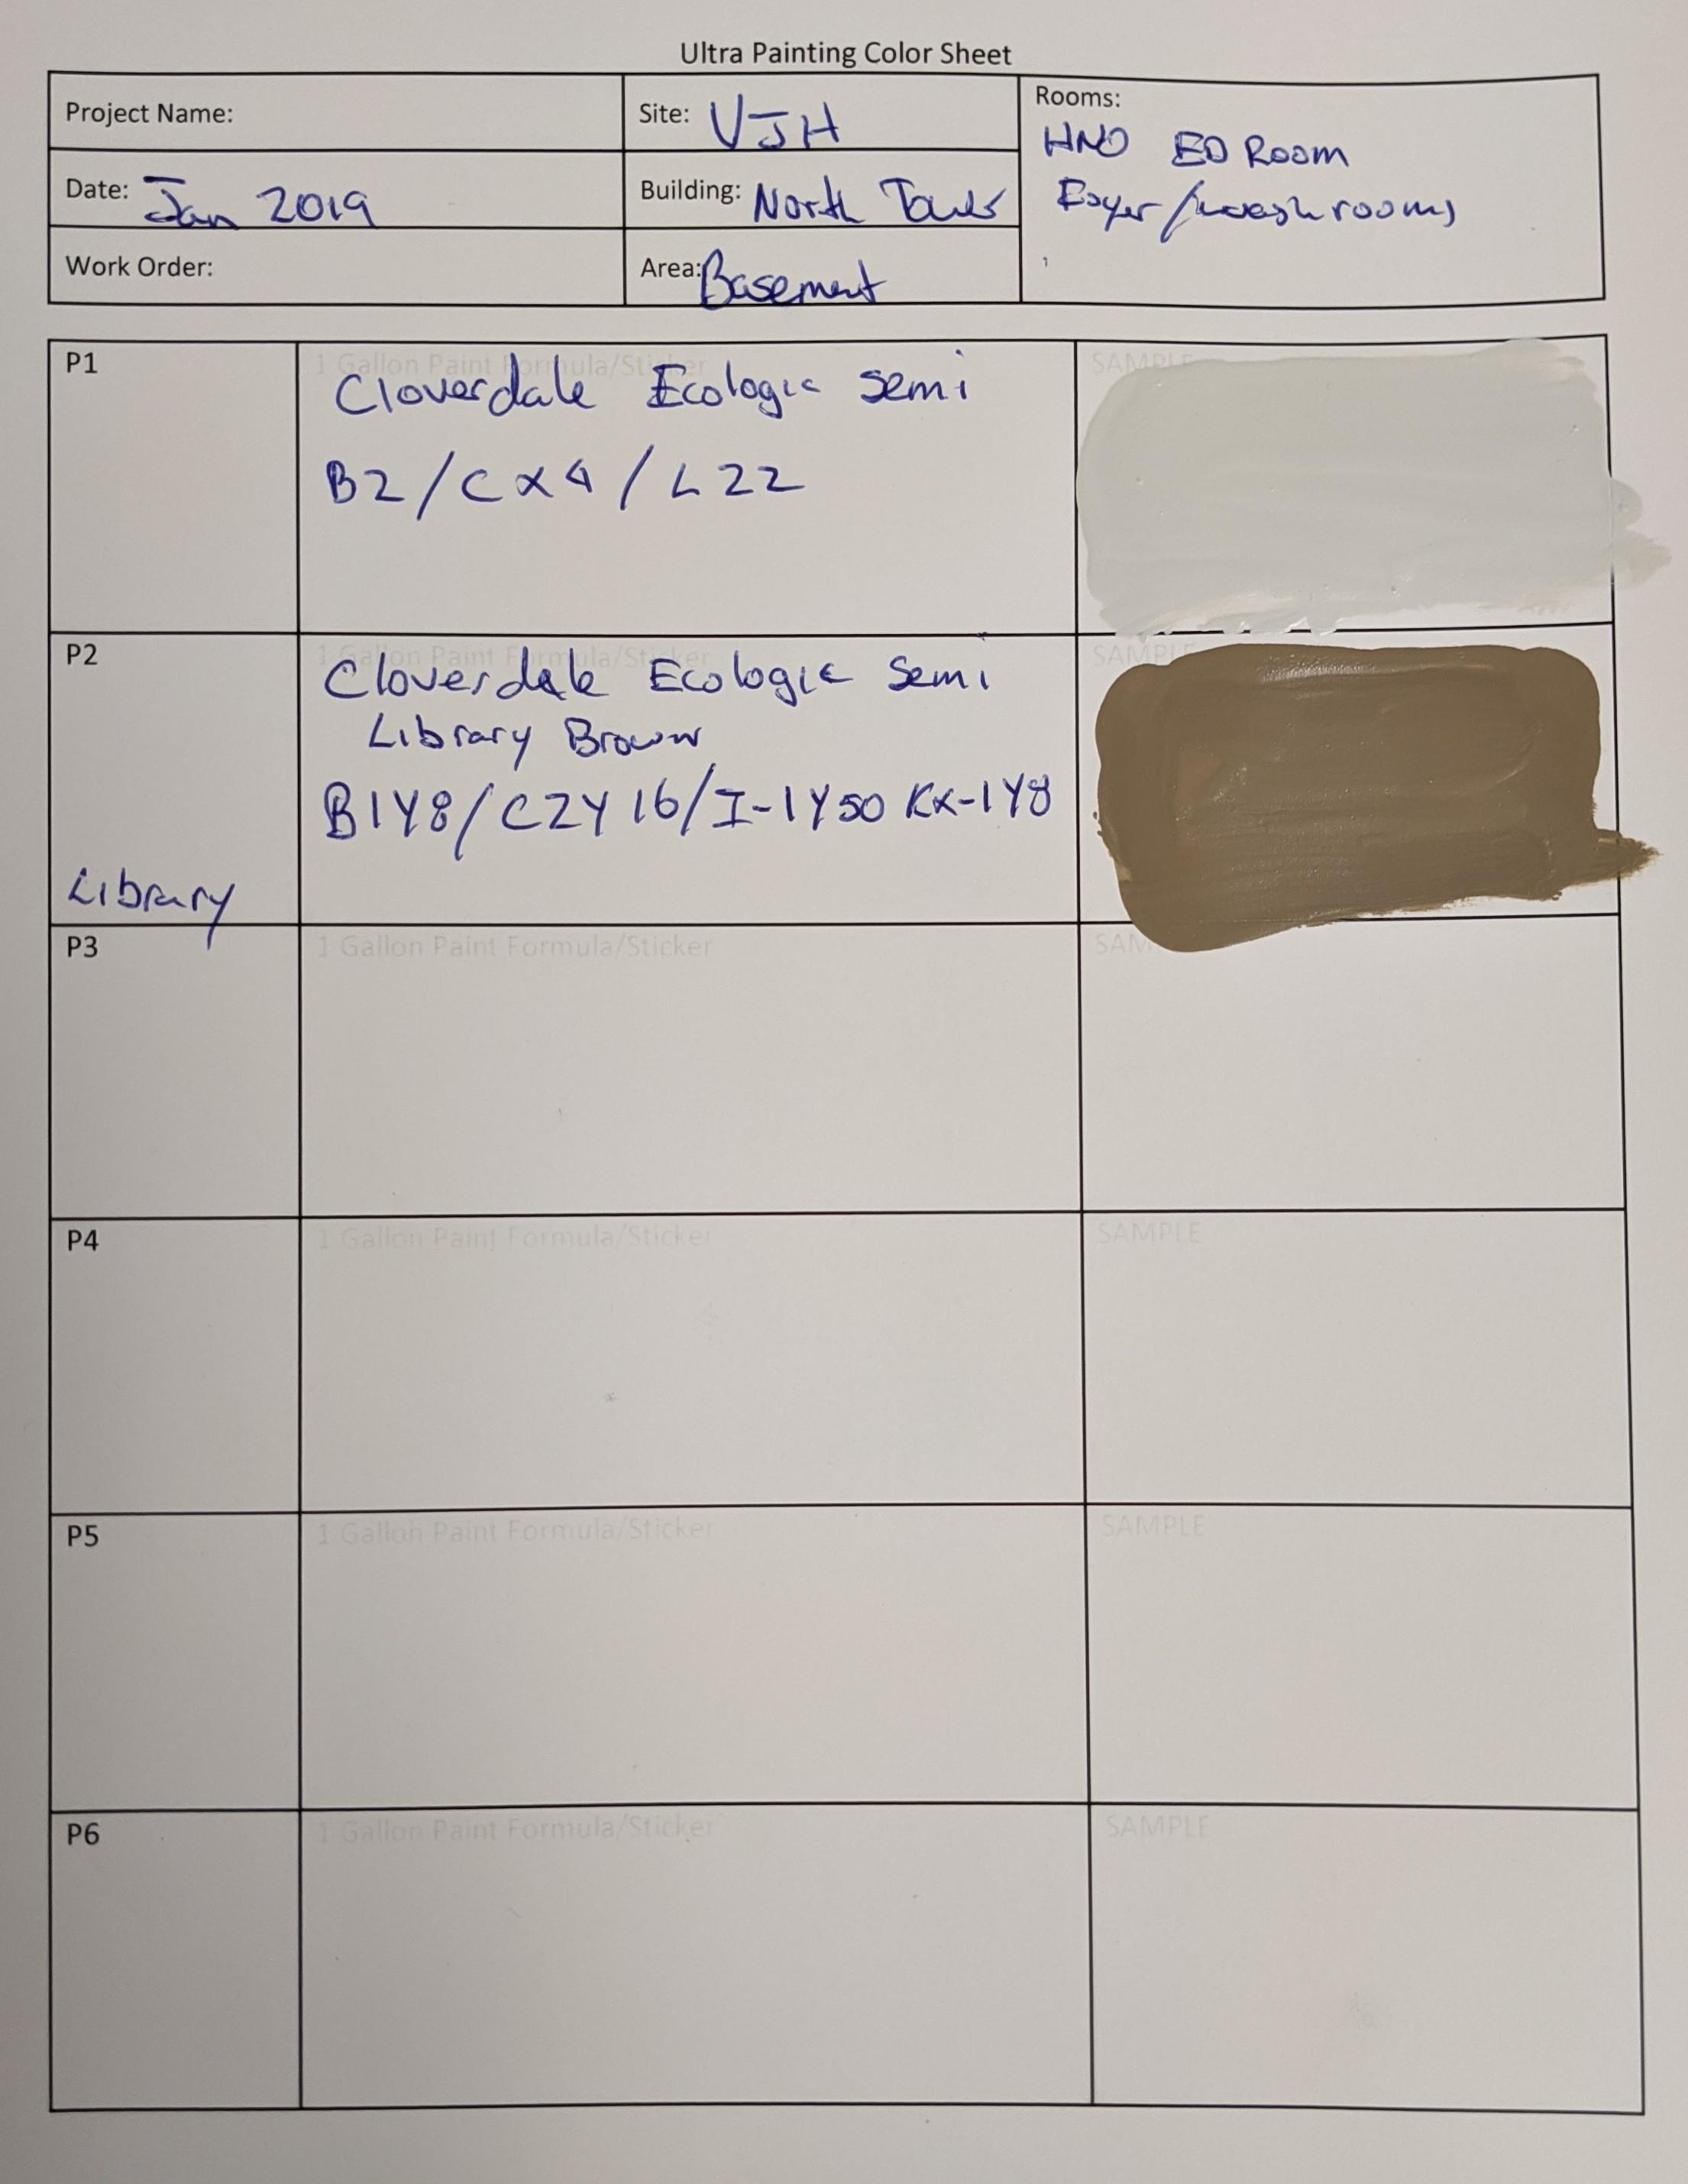 Ultra Painting Color Sheet
Project Name:
Site: VJH
Rooms:
HNO ED Room
Foyer/washrooms
Date: Jan 2019
Building: North Tower
Work Order:
Area: Basement
P1
1 Gallon Paint Formula/Sticker
SAMPLE
Cloverdale Ecologic Semi
B2/CX4/L22
P2
1 Gallon Paint Formula/Sticker
SAMPLE
Cloverdale Ecologic Semi
Library Brown
B1Y8/C2Y16/I-1Y50 KX-1Y8
Library
P3
1 Gallon Paint Formula/Sticker
SAM
P4
1 Gallon Paint Formula/Sticker
SAMPLE
P5
1 Gallon Paint Formula/Sticker
SAMPLE
P6
1 Gallon Paint Formula/Sticker
SAMPLE